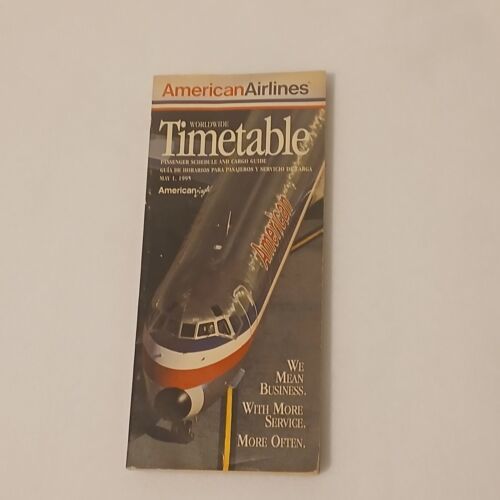 AmericanAirlines
WORLDWIDE
Timetable
PASSENGER SCHEDULE AND CARGO GUIDE
GUÍA DE HORARIOS PARA PASAJEROS Y SERVICIO DE CARGA
MAY 1, 1995
American
American
WE
MEAN
BUSINESS.
WITH MORE
SERVICE.
MORE OFTEN.